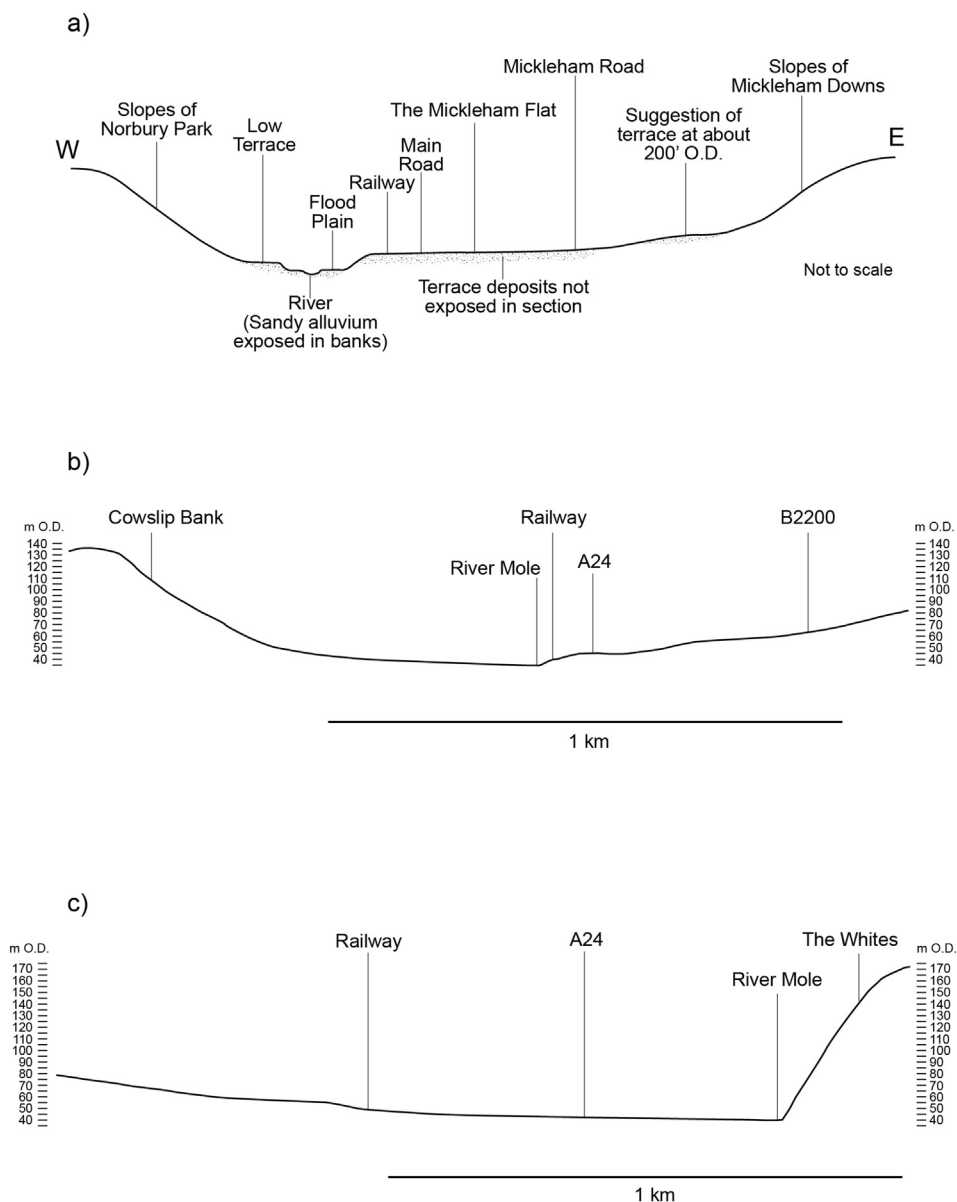 a)
Mickleham Road
Slopes of
Mickleham Downs
Slopes of
Norbury Park
The Mickleham Flat
Suggestion of
terrace at about
200' O.D.
Low
Terrace
Main
Road
W
E
Railway
Flood
Plain
Not to scale
Terrace deposits not
exposed in section
River
(Sandy alluvium
exposed in banks)
b)
Cowslip Bank
Railway
B2200
m O.D.
m O.D.
River Mole
A24
140
130
120
110
100
90
80
70
60
50
40
140
130
120
110
100
90
80
70
60
50
40
1 km
c)
Railway
A24
The Whites
m O.D.
m O.D.
River Mole
170
160
150
140
130
120
110
100
90
80
70
60
50
40
170
160
150
140
130
120
110
100
90
80
70
60
50
40
1 km